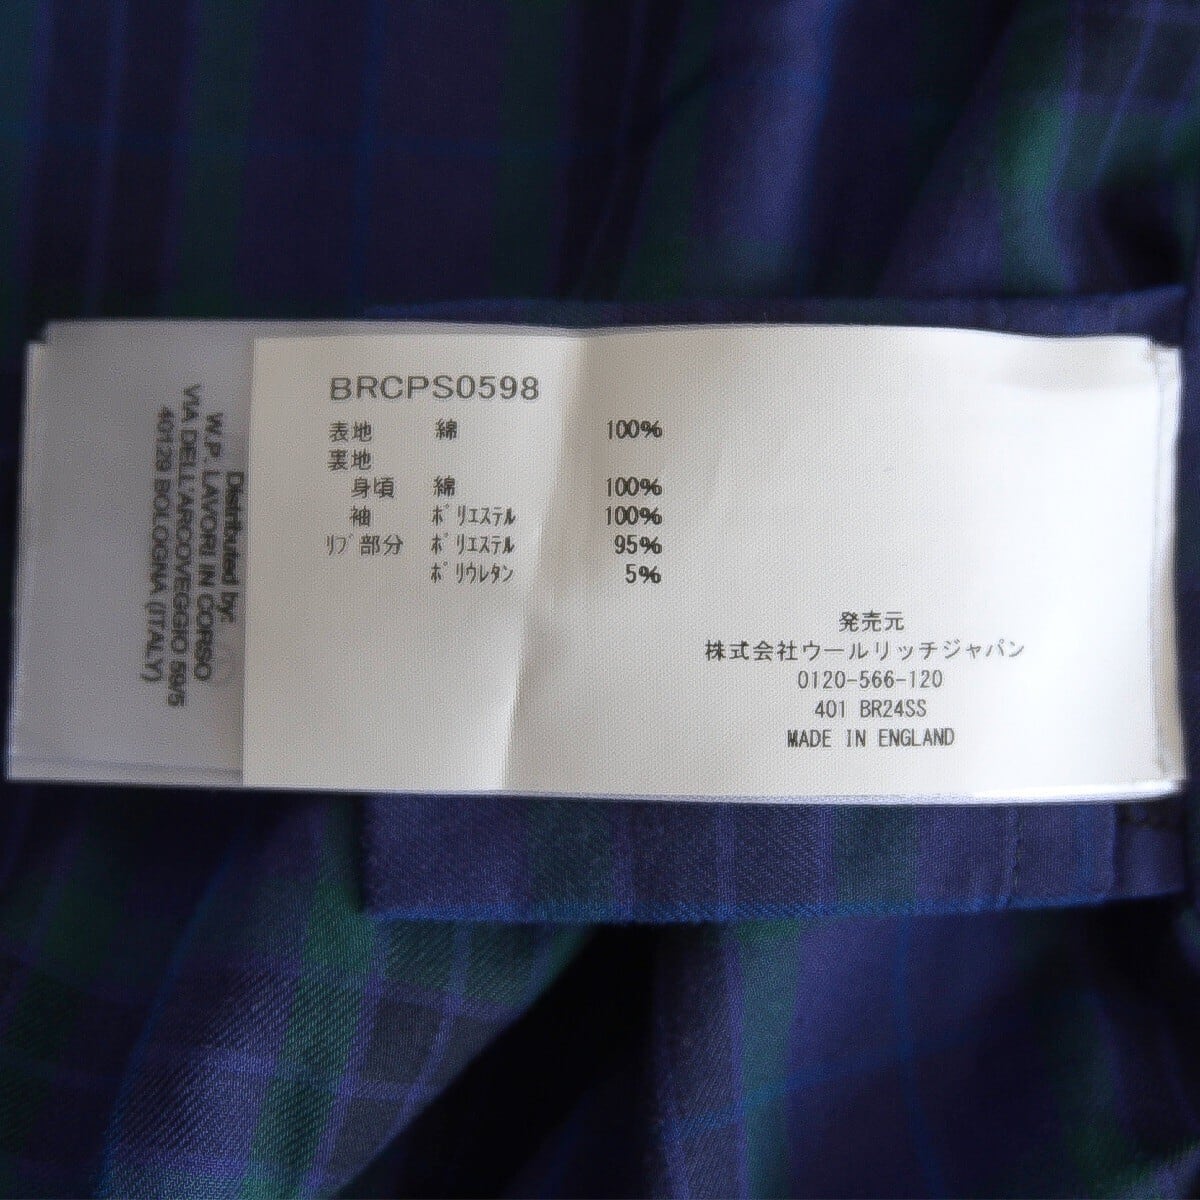 BRCPS0598
表地 綿 100%
裏地
身頃 綿 100%
袖 ポリエステル 100%
リブ部分 ポリエステル 95%
ポリウレタン 5%
発売元
株式会社ウールリッチジャパン
0120-566-120
401 BR24SS
MADE IN ENGLAND
Distributed by:
W.P. LAVORI IN CORSO
VIA DELL'ARCOVEGGIO 59/5
40129 BOLOGNA (ITALY)